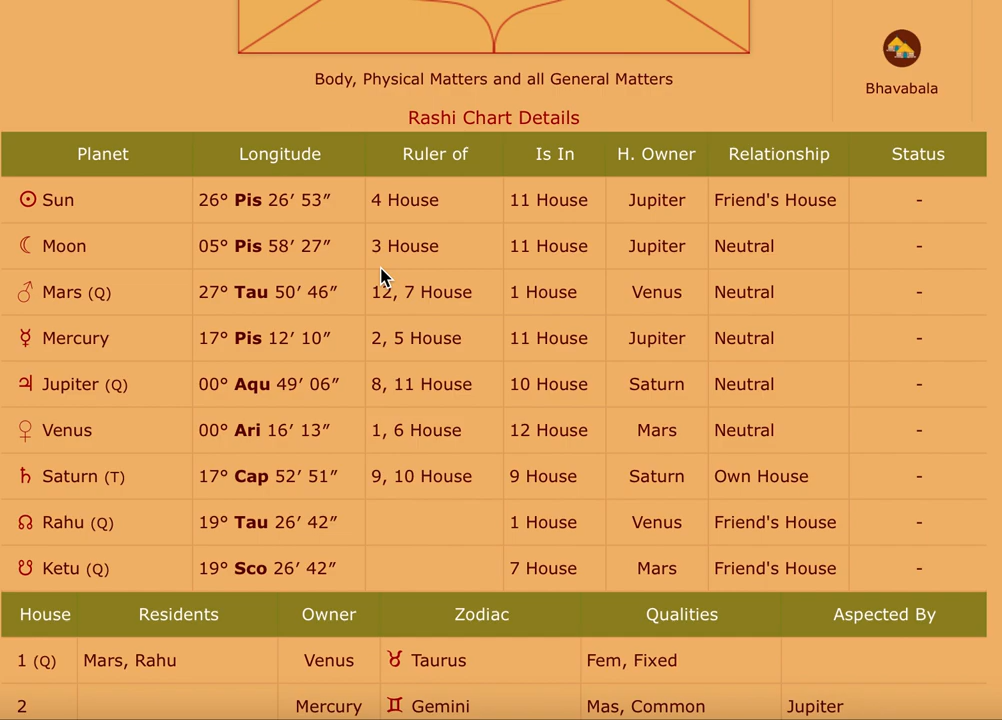 Bhavabala
Body, Physical Matters and all General Matters
Rashi Chart Details
Planet Longitude Ruler of Is In H. Owner Relationship Status
☉ Sun 26° Pis 26′ 53″ 4 House 11 House Jupiter Friend's House -
☾ Moon 05° Pis 58′ 27″ 3 House 11 House Jupiter Neutral -
♂ Mars (Q) 27° Tau 50′ 46″ 12, 7 House 1 House Venus Neutral -
☿ Mercury 17° Pis 12′ 10″ 2, 5 House 11 House Jupiter Neutral -
♃ Jupiter (Q) 00° Aqu 49′ 06″ 8, 11 House 10 House Saturn Neutral -
♀ Venus 00° Ari 16′ 13″ 1, 6 House 12 House Mars Neutral -
♄ Saturn (T) 17° Cap 52′ 51″ 9, 10 House 9 House Saturn Own House -
☊ Rahu (Q) 19° Tau 26′ 42″ 1 House Venus Friend's House -
☋ Ketu (Q) 19° Sco 26′ 42″ 7 House Mars Friend's House -
House Residents Owner Zodiac Qualities Aspected By
1 (Q) Mars, Rahu Venus ♉ Taurus Fem, Fixed
2 Mercury ♊ Gemini Mas, Common Jupiter